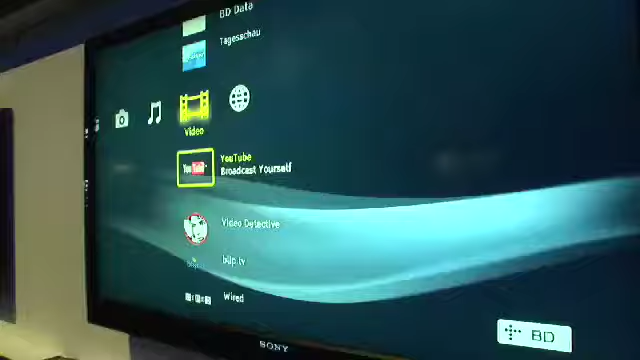 BD Data
Tagesschau
Video
YouTube
YouTube
Broadcast Yourself
Video Detective
blip.tv
Wired
BD
SONY